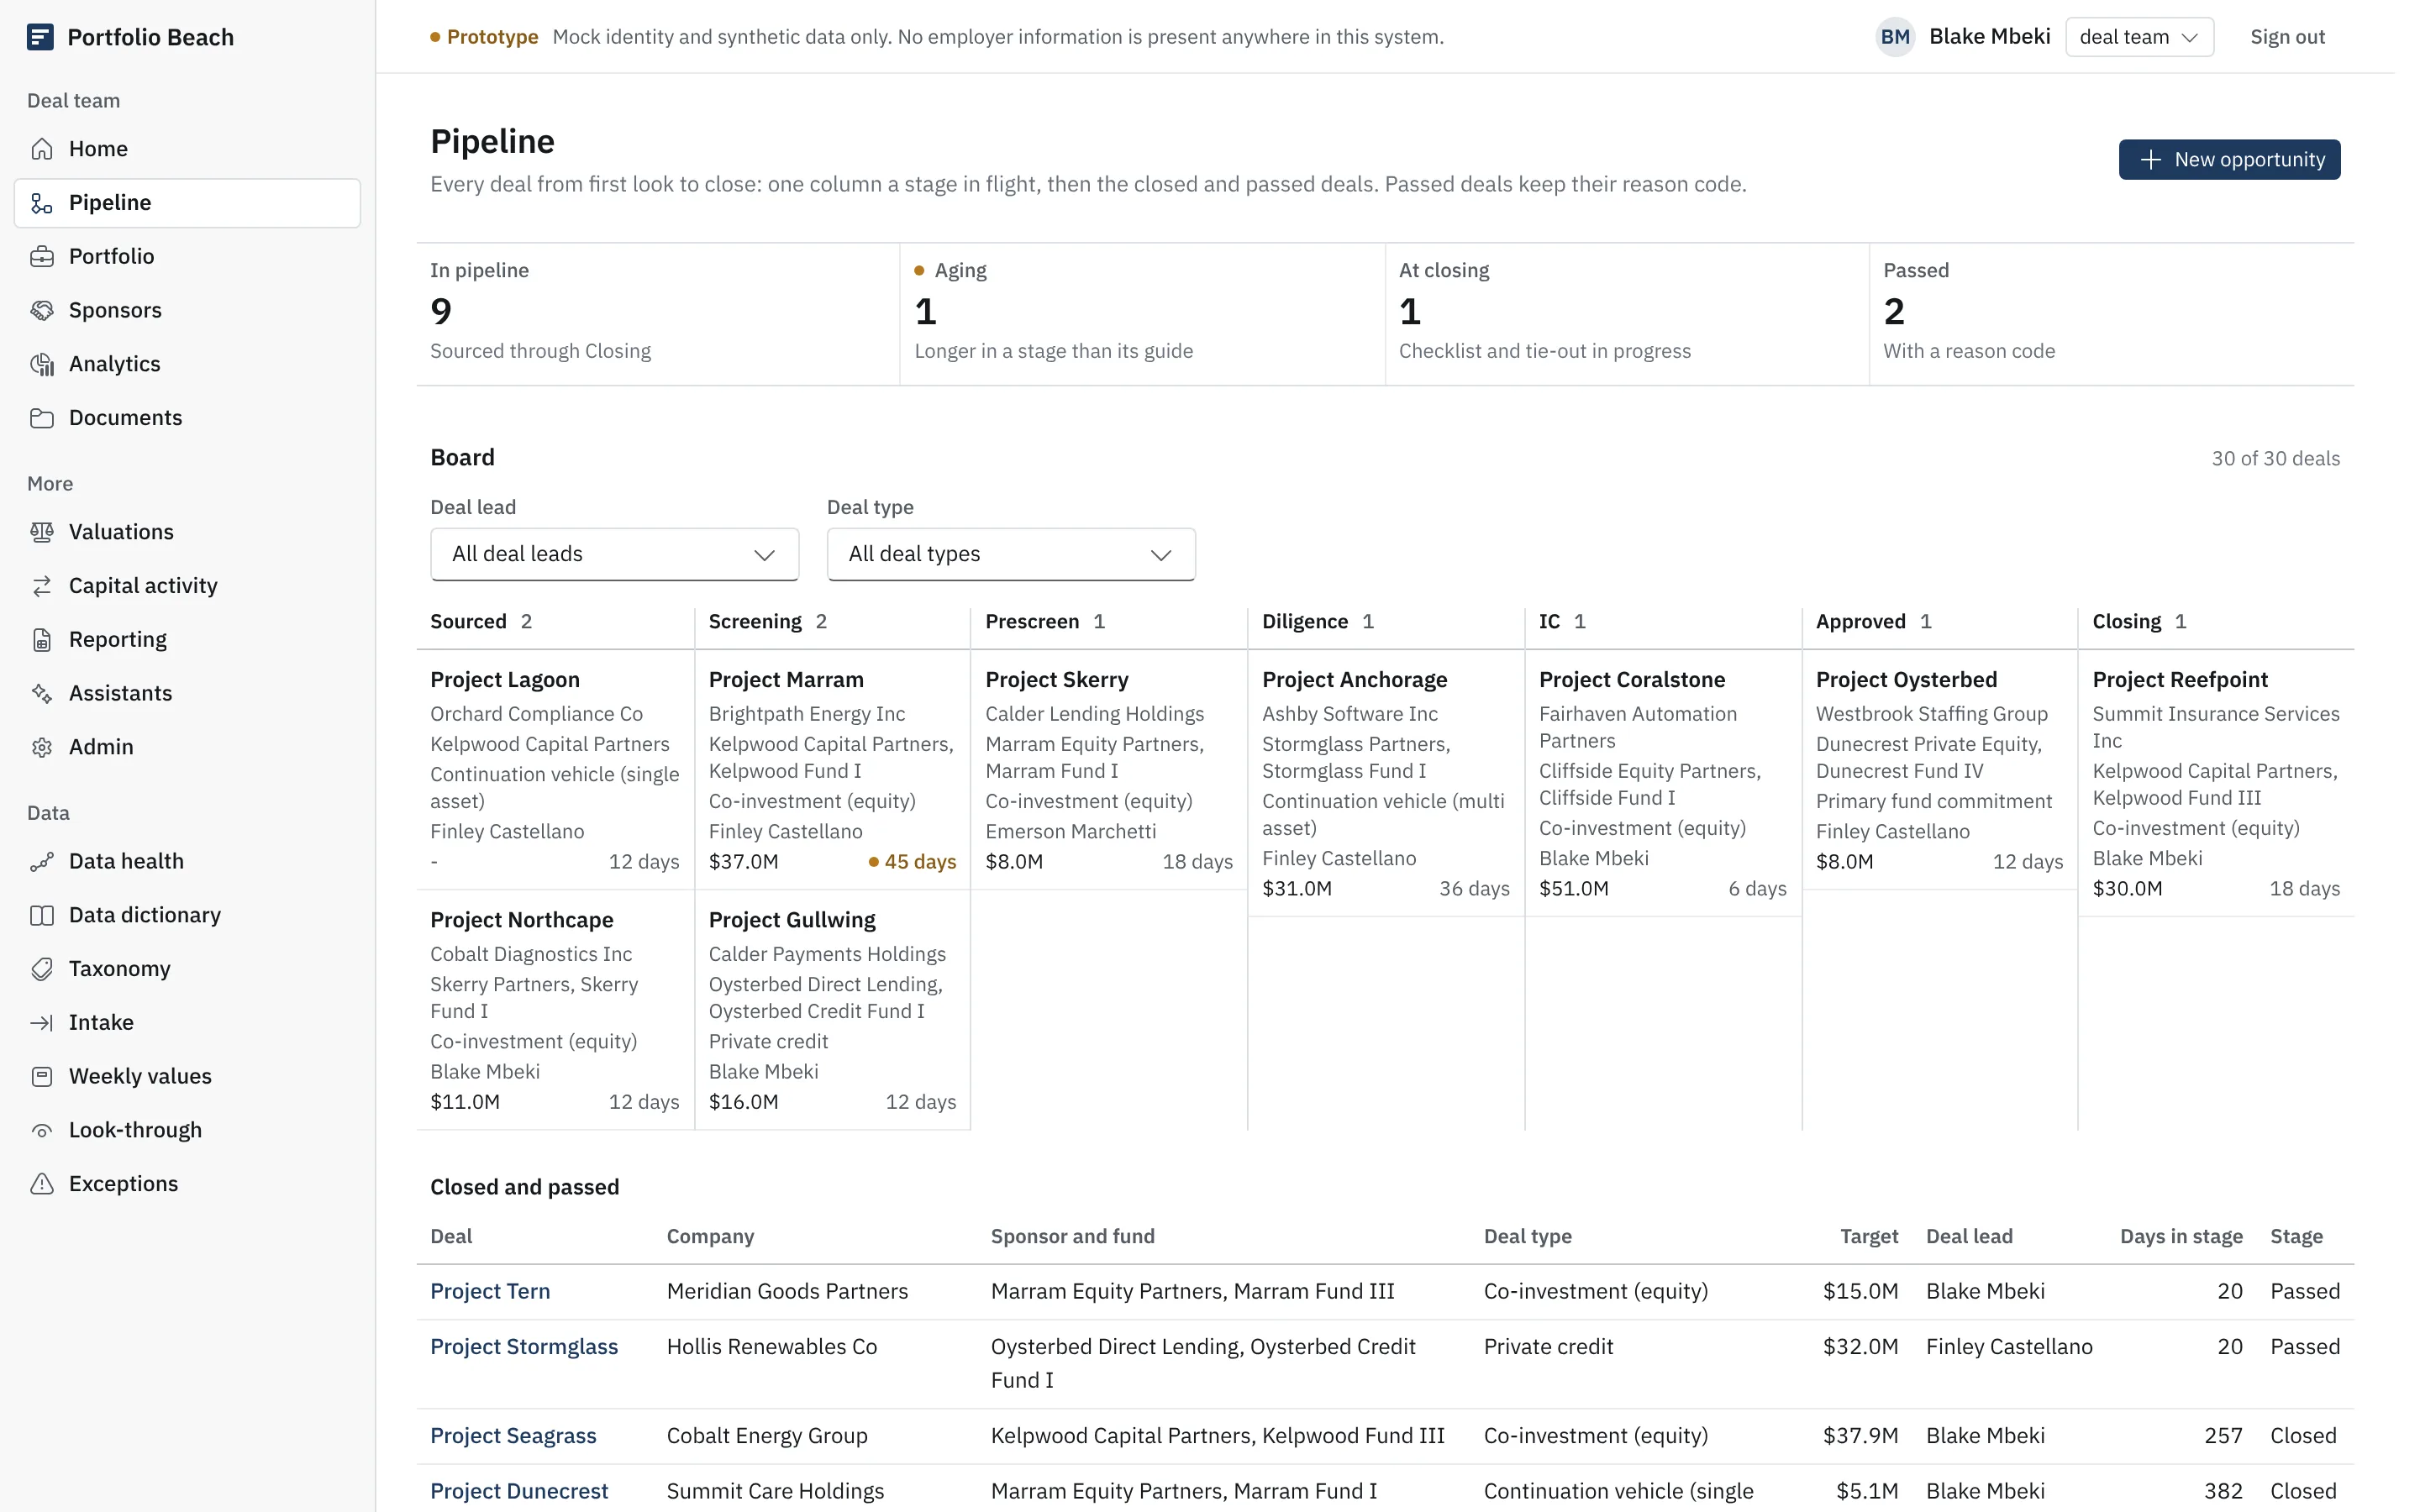 Portfolio Beach
Prototype Mock identity and synthetic data only. No employer information is present anywhere in this system.
BM Blake Mbeki deal team Sign out
Deal team
Home
Pipeline
Portfolio
Sponsors
Analytics
Documents
More
Valuations
Capital activity
Reporting
Assistants
Admin
Data
Data health
Data dictionary
Taxonomy
Intake
Weekly values
Look-through
Exceptions
Pipeline
Every deal from first look to close: one column a stage in flight, then the closed and passed deals. Passed deals keep their reason code.
New opportunity
In pipeline
9
Sourced through Closing
Aging
1
Longer in a stage than its guide
At closing
1
Checklist and tie-out in progress
Passed
2
With a reason code
Board
30 of 30 deals
Deal lead
All deal leads
Deal type
All deal types
Sourced 2
Project Lagoon
Orchard Compliance Co
Kelpwood Capital Partners
Continuation vehicle (single
asset)
Finley Castellano
- 12 days
Project Northcape
Cobalt Diagnostics Inc
Skerry Partners, Skerry
Fund I
Co-investment (equity)
Blake Mbeki
$11.0M 12 days
Screening 2
Project Marram
Brightpath Energy Inc
Kelpwood Capital Partners,
Kelpwood Fund I
Co-investment (equity)
Finley Castellano
$37.0M 45 days
Project Gullwing
Calder Payments Holdings
Oysterbed Direct Lending,
Oysterbed Credit Fund I
Private credit
Blake Mbeki
$16.0M 12 days
Prescreen 1
Project Skerry
Calder Lending Holdings
Marram Equity Partners,
Marram Fund I
Co-investment (equity)
Emerson Marchetti
$8.0M 18 days
Diligence 1
Project Anchorage
Ashby Software Inc
Stormglass Partners,
Stormglass Fund I
Continuation vehicle (multi
asset)
Finley Castellano
$31.0M 36 days
IC 1
Project Coralstone
Fairhaven Automation
Partners
Cliffside Equity Partners,
Cliffside Fund I
Co-investment (equity)
Blake Mbeki
$51.0M 6 days
Approved 1
Project Oysterbed
Westbrook Staffing Group
Dunecrest Private Equity,
Dunecrest Fund IV
Primary fund commitment
Finley Castellano
$8.0M 12 days
Closing 1
Project Reefpoint
Summit Insurance Services
Inc
Kelpwood Capital Partners,
Kelpwood Fund III
Co-investment (equity)
Blake Mbeki
$30.0M 18 days
Closed and passed
Deal Company Sponsor and fund Deal type Target Deal lead Days in stage Stage
Project Tern Meridian Goods Partners Marram Equity Partners, Marram Fund III Co-investment (equity) $15.0M Blake Mbeki 20 Passed
Project Stormglass Hollis Renewables Co Oysterbed Direct Lending, Oysterbed Credit Private credit $32.0M Finley Castellano 20 Passed
Fund I
Project Seagrass Cobalt Energy Group Kelpwood Capital Partners, Kelpwood Fund III Co-investment (equity) $37.9M Blake Mbeki 257 Closed
Project Dunecrest Summit Care Holdings Marram Equity Partners, Marram Fund I Continuation vehicle (single $5.1M Blake Mbeki 382 Closed